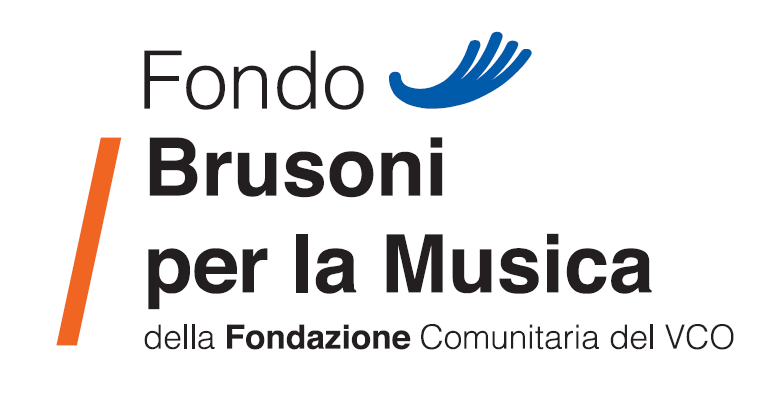 Fondo
Brusoni
per la Musica
della Fondazione Comunitaria del VCO